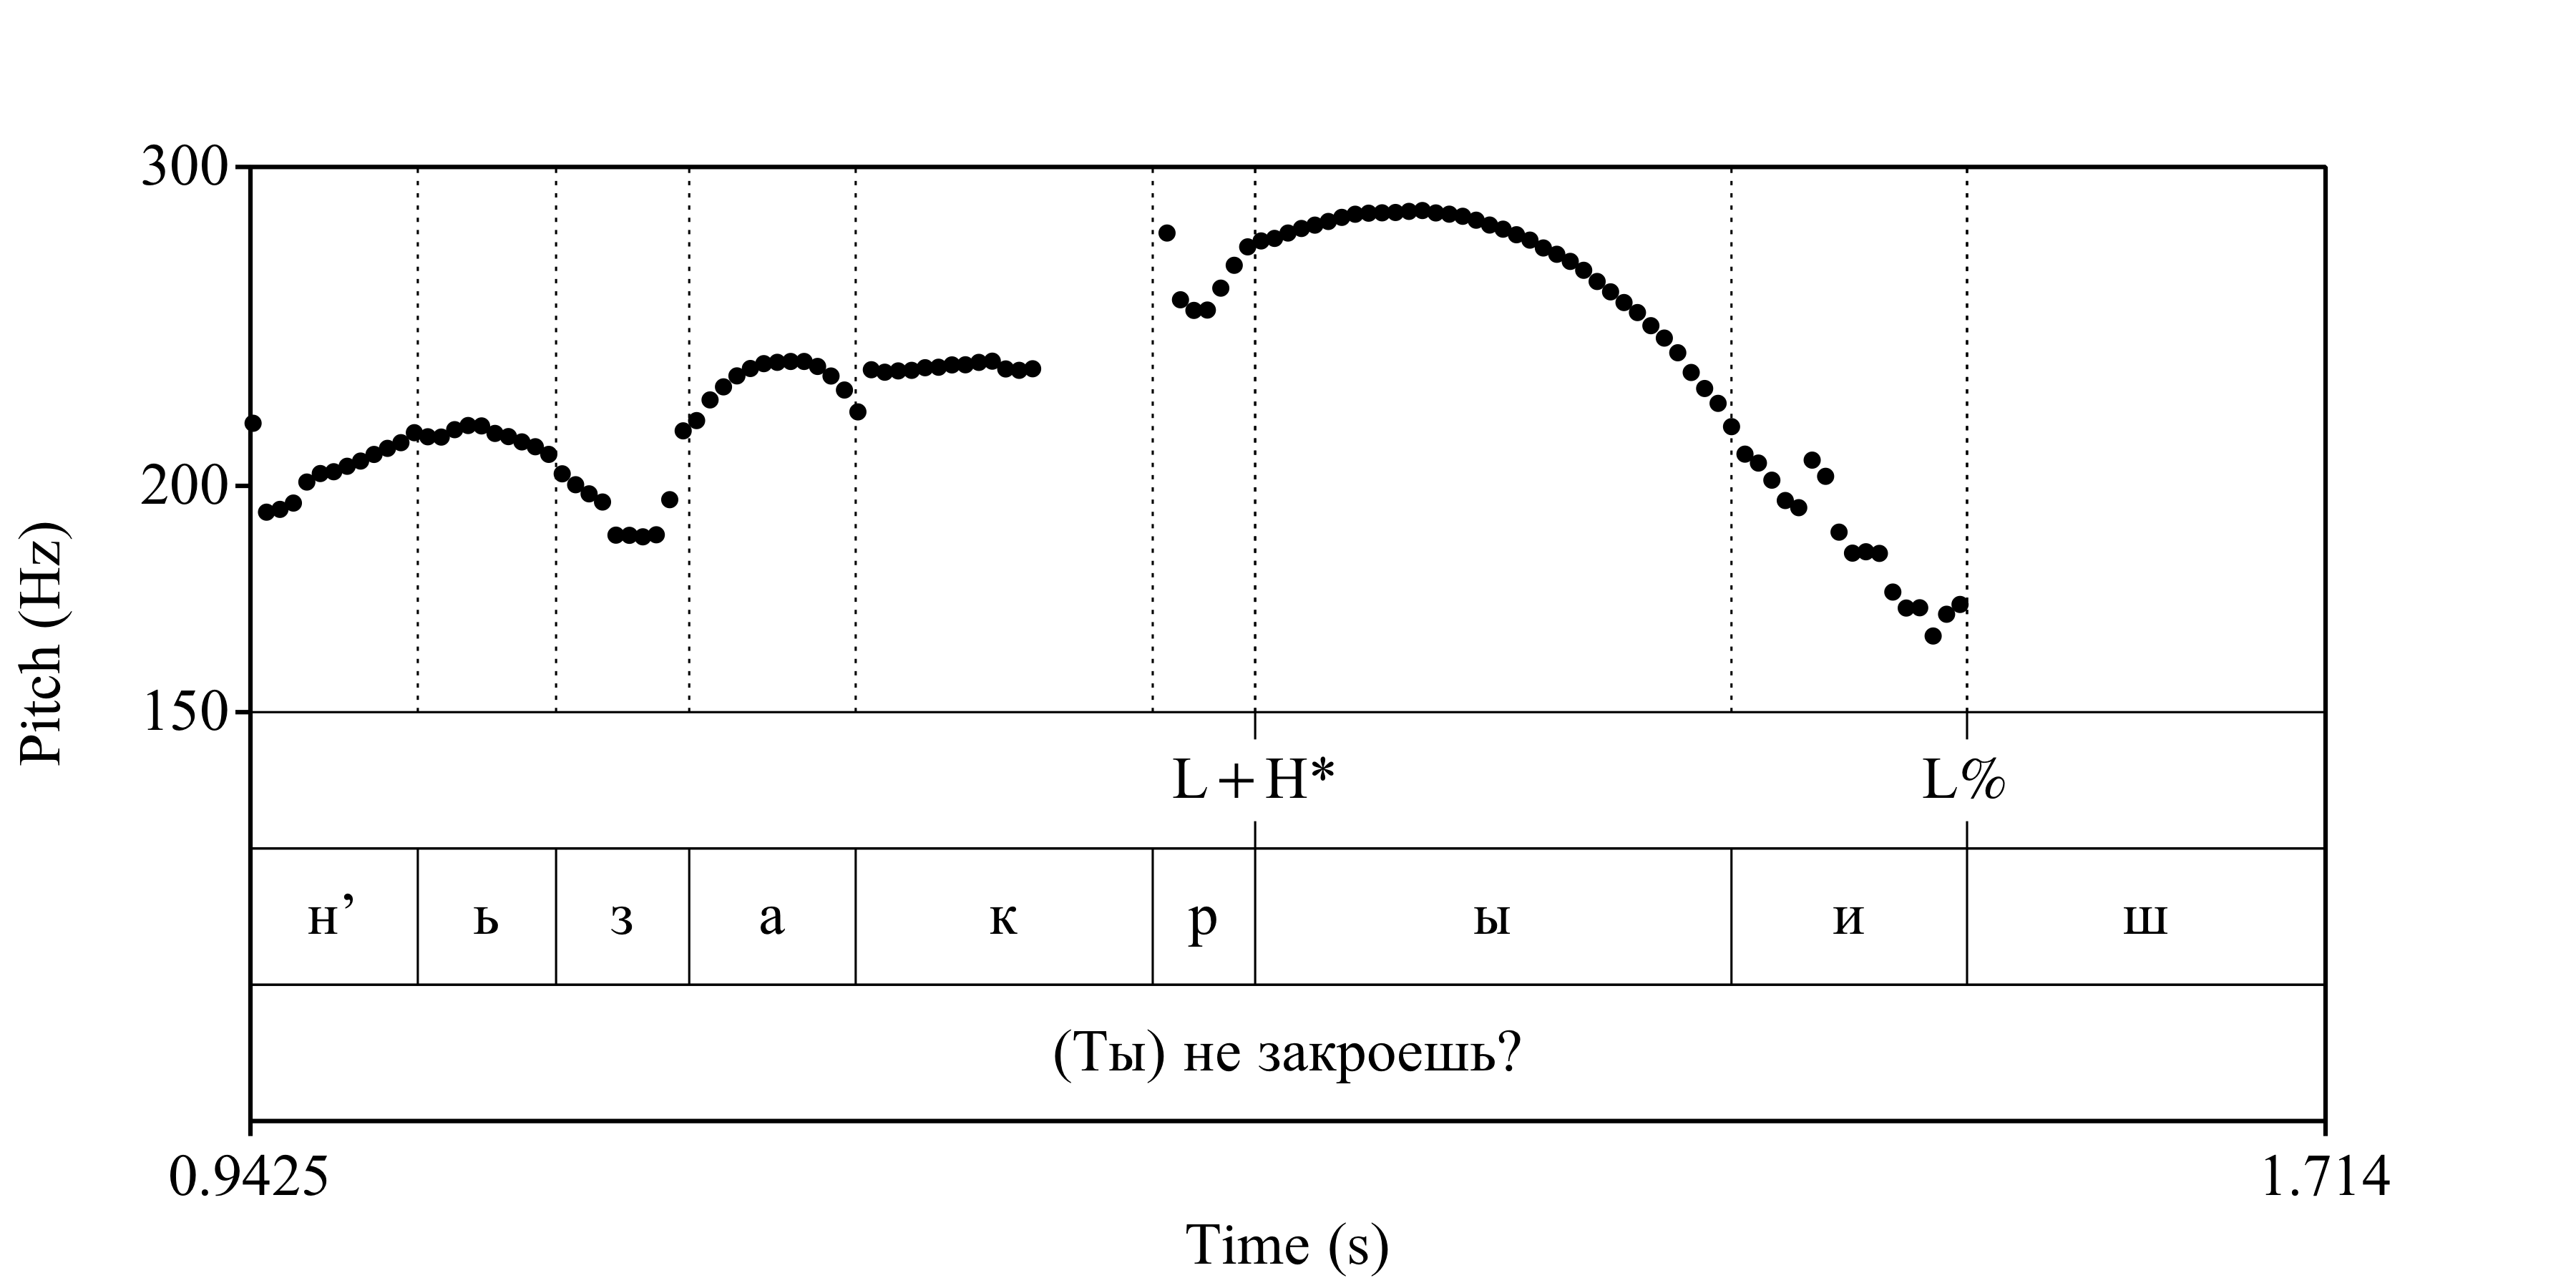 300
200
150
Pitch (Hz)
L+H* L%
н’ ь з а к р ы и ш
(Ты) не закроешь?
0.9425 1.714
Time (s)